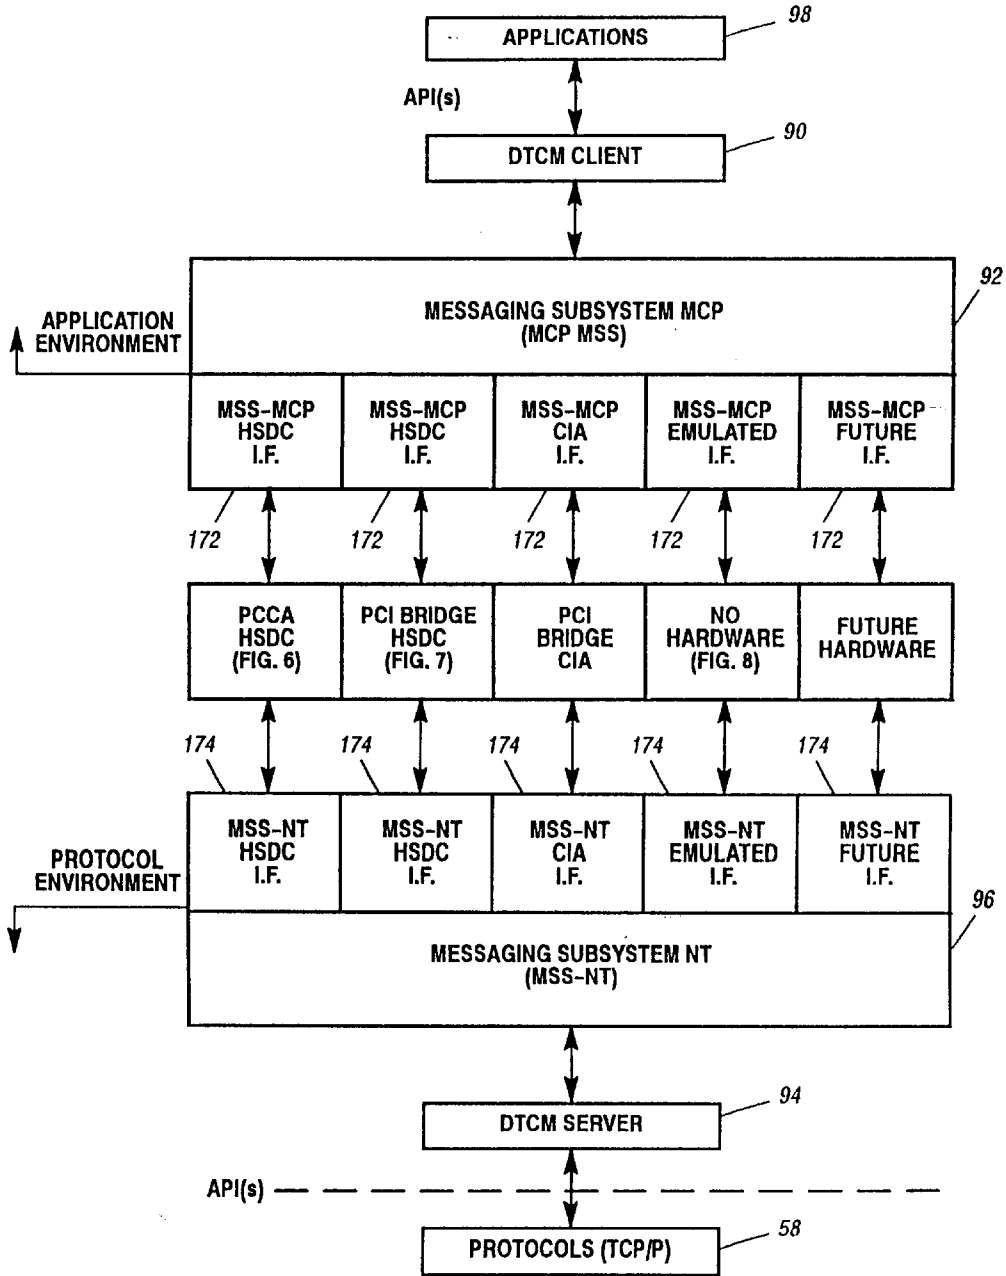 98
APPLICATIONS
API(s)
90
DTCM CLIENT
92
MESSAGING SUBSYSTEM MCP
(MCP MSS)
APPLICATION
ENVIRONMENT
MSS-MCP
HSDC
I.F.
MSS-MCP
HSDC
I.F.
MSS-MCP
CIA
I.F.
MSS-MCP
EMULATED
I.F.
MSS-MCP
FUTURE
I.F.
172
172
172
172
172
PCCA
HSDC
(FIG. 6)
PCI BRIDGE
HSDC
(FIG. 7)
PCI
BRIDGE
CIA
NO
HARDWARE
(FIG. 8)
FUTURE
HARDWARE
174
174
174
174
174
MSS-NT
HSDC
I.F.
MSS-NT
HSDC
I.F.
MSS-NT
CIA
I.F.
MSS-NT
EMULATED
I.F.
MSS-NT
FUTURE
I.F.
PROTOCOL
ENVIRONMENT
96
MESSAGING SUBSYSTEM NT
(MSS-NT)
94
DTCM SERVER
API(s)
58
PROTOCOLS (TCP/P)